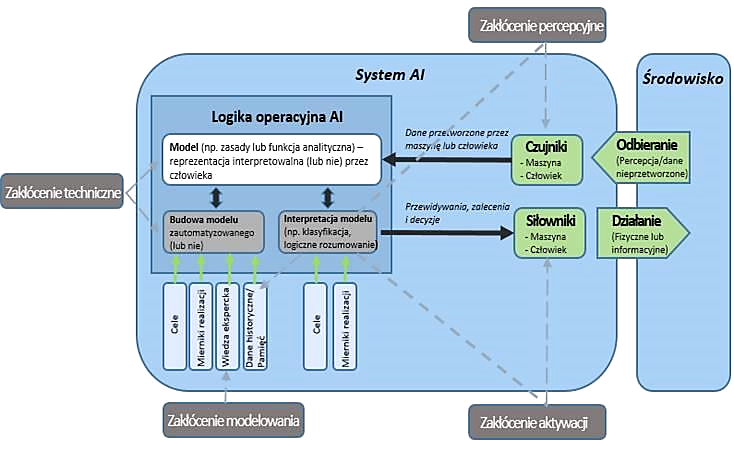 Zakłócenie percepcyjne
System AI
Środowisko
Logika operacyjna AI
Model (np. zasady lub funkcja analityczna) –
reprezentacja interpretowalna (lub nie) przez
człowieka
Dane przetworzone przez
maszynę lub człowieka
Czujniki
- Maszyna
- Człowiek
Odbieranie
(Percepcja/dane
nieprzetworzone)
Zakłócenie techniczne
Budowa modelu
zautomatyzowanego
(lub nie)
Interpretacja modelu
(np. klasyfikacja,
logiczne rozumowanie)
Przewidywania, zalecenia
i decyzje
Siłowniki
- Maszyna
- Człowiek
Działanie
(Fizyczne lub
informacyjne)
Cele
Mierniki realizacji
Wiedza ekspercka
Dane historyczne/
Pamięć
Cele
Mierniki realizacji
Zakłócenie modelowania
Zakłócenie aktywacji